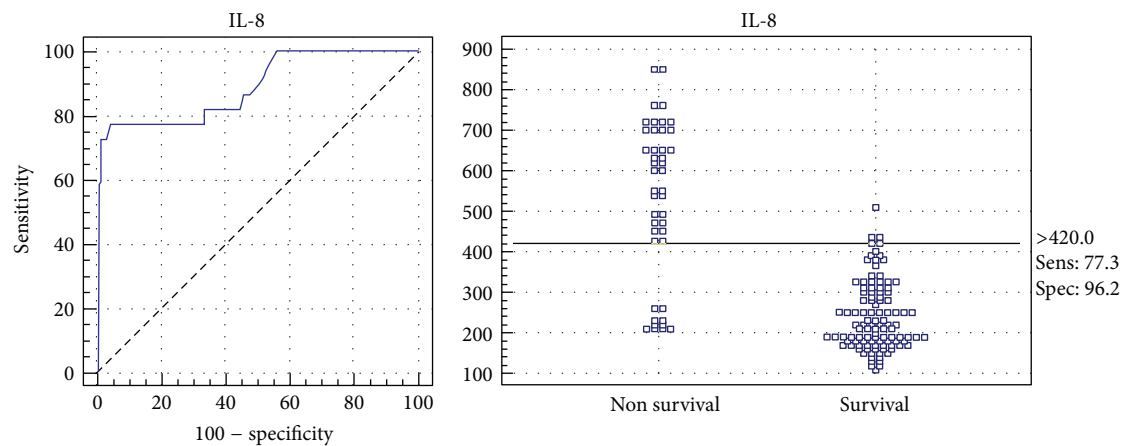 IL-8
100
80
60
40
20
0
Sensitivity
0 20 40 60 80 100
100 − specificity
IL-8
900
800
700
600
500
400
300
200
100
>420.0
Sens: 77.3
Spec: 96.2
Non survival Survival